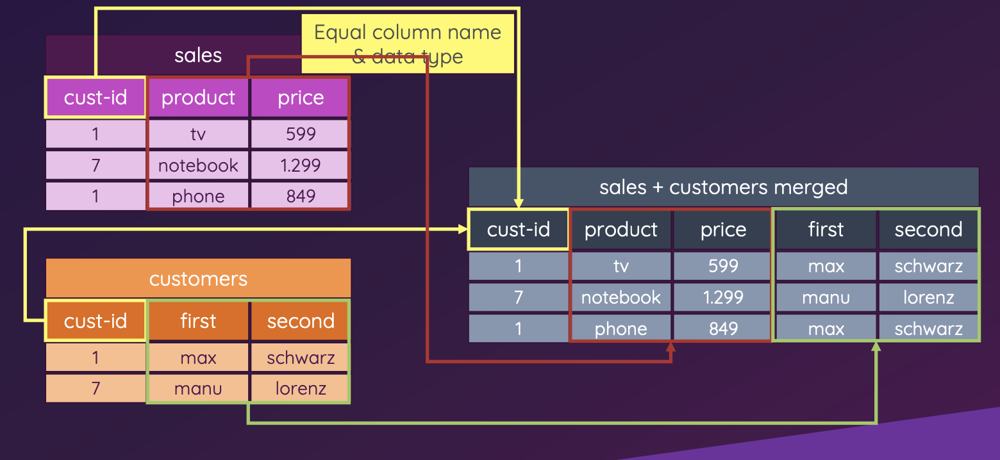 Equal column name
& data type
sales
cust-id product price
1 tv 599
7 notebook 1.299
1 phone 849
customers
cust-id first second
1 max schwarz
7 manu lorenz
sales + customers merged
cust-id product price first second
1 tv 599 max schwarz
7 notebook 1.299 manu lorenz
1 phone 849 max schwarz